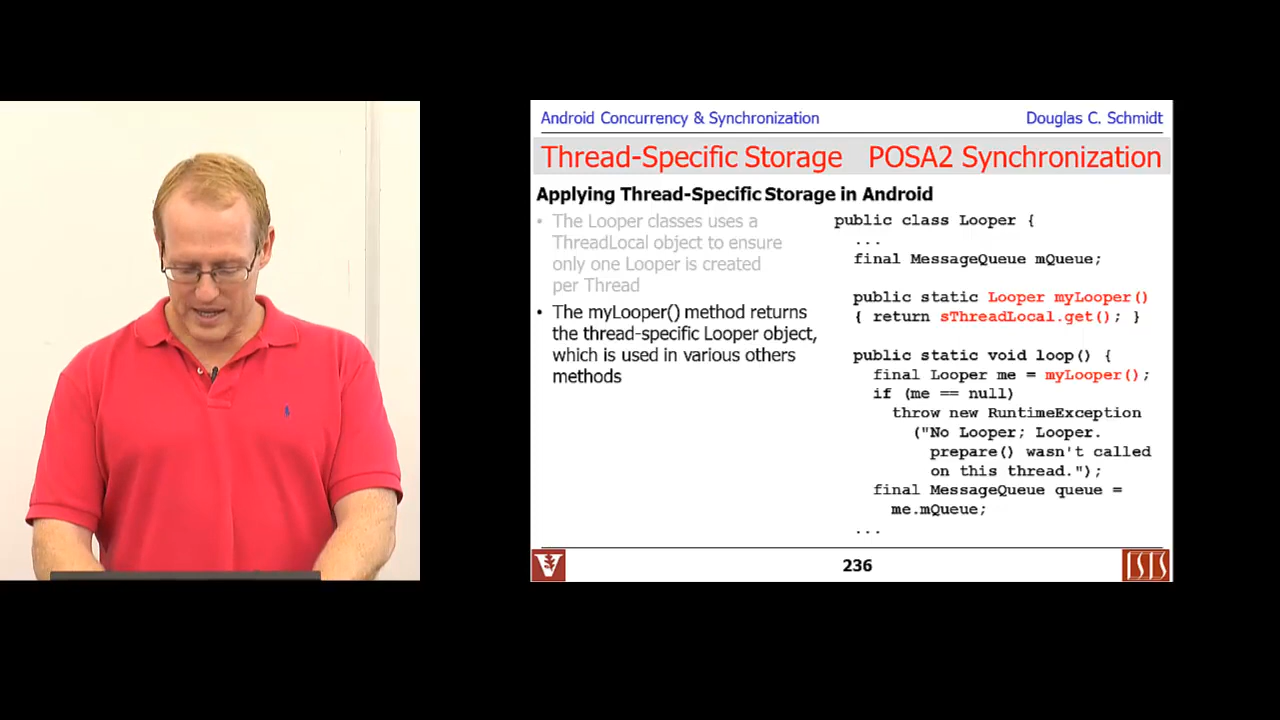 Android Concurrency & Synchronization Douglas C. Schmidt
Thread-Specific Storage POSA2 Synchronization
Applying Thread-Specific Storage in Android
• The Looper classes uses a
ThreadLocal object to ensure
only one Looper is created
per Thread
• The myLooper() method returns
the thread-specific Looper object,
which is used in various others
methods
public class Looper {
...
final MessageQueue mQueue;
public static Looper myLooper()
{ return sThreadLocal.get(); }
public static void loop() {
final Looper me = myLooper();
if (me == null)
throw new RuntimeException
("No Looper; Looper.
prepare() wasn't called
on this thread.");
final MessageQueue queue =
me.mQueue;
...
V
236
ISIS